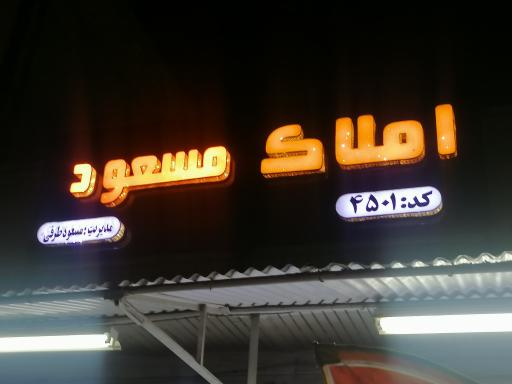 املاک مسعود
کد: ۴۵۰۱
مدیریت: مسعود طرفی